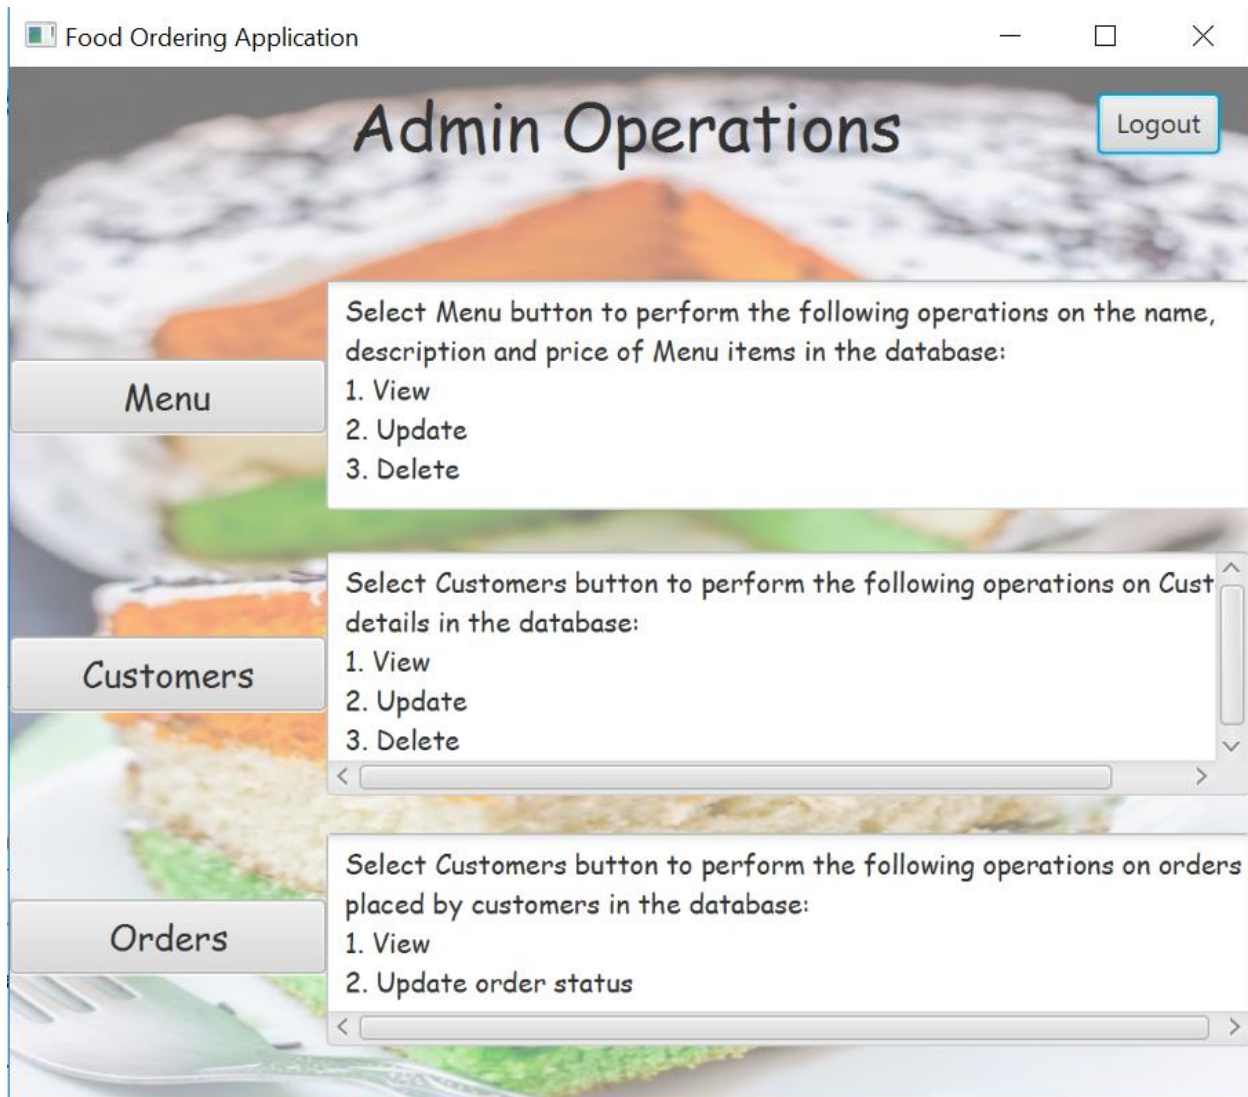 Food Ordering Application
Admin Operations
Logout
Select Menu button to perform the following operations on the name,
description and price of Menu items in the database:
1. View
2. Update
3. Delete
Menu
Select Customers button to perform the following operations on Cust
details in the database:
1. View
2. Update
3. Delete
Customers
Select Customers button to perform the following operations on orders
placed by customers in the database:
1. View
2. Update order status
Orders